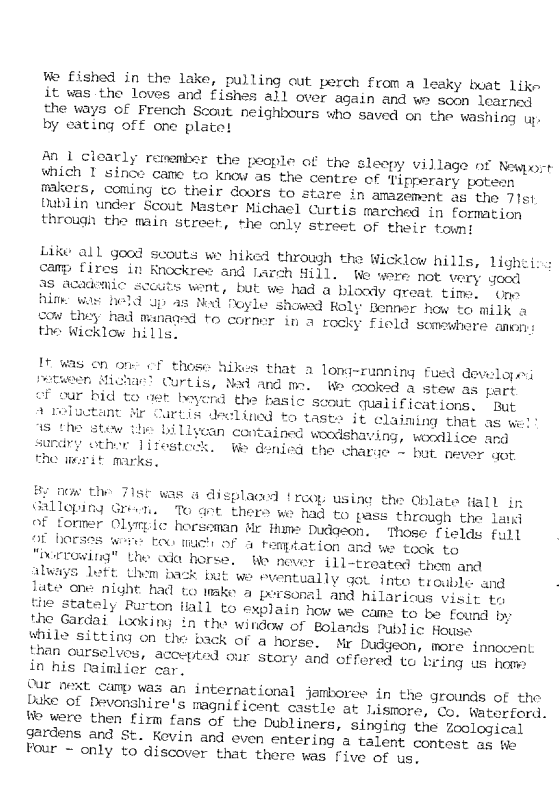 We fished in the lake, pulling out perch from a leaky boat like
it was the loves and fishes all over again and we soon learned
the ways of French Scout neighbours who saved on the washing up
by eating off one plate!

An I clearly remember the people of the sleepy village of Newport
which I since came to know as the centre of Tipperary poteen
makers, coming to their doors to stare in amazement as the 71st
Dublin under Scout Master Michael Curtis marched in formation
through the main street, the only street of their town!

Like all good scouts we hiked through the Wicklow hills, lighting
camp fires in Knockree and Larch Hill. We were not very good
as academic scouts went, but we had a bloody great time. One
hime was held up as Ned Doyle showed Roly Benner how to milk a
cow they had managed to corner in a rocky field somewhere among
the Wicklow hills.

It was on one of those hikes that a long-running fued developed
between Michael Curtis, Ned and me. We cooked a stew as part
of our bid to get beyond the basic scout qualifications. But
a reluctant Mr Curtis declined to taste it claiming that as well
as the stew the billycan contained woodshaving, woodlice and
sundry other lifestock. We denied the charge - but never got
the merit marks.

By now the 71st was a displaced troop using the Oblate Hall in
Galloping Green. To get there we had to pass through the land
of former Olympic horseman Mr Hume Dudgeon. Those fields full
of horses were too much of a temptation and we took to
"borrowing" the odd horse. We never ill-treated them and
always left them back but we eventually got into trouble and
late one night had to make a personal and hilarious visit to
the stately Burton Hall to explain how we came to be found by
the Gardai looking in the window of Bolands Public House
while sitting on the back of a horse. Mr Dudgeon, more innocent
than ourselves, accepted our story and offered to bring us home
in his Daimlier car.
Our next camp was an international jamboree in the grounds of the
Duke of Devonshire's magnificent castle at Lismore, Co. Waterford.
We were then firm fans of the Dubliners, singing the Zoological
gardens and St. Kevin and even entering a talent contest as We
Four - only to discover that there was five of us.